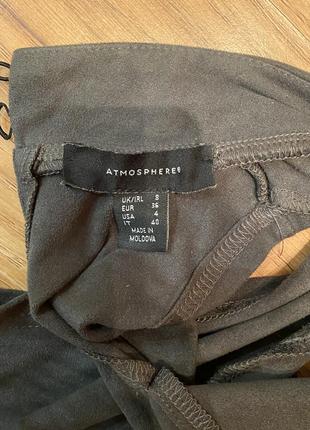 ATMOSPHERE®
UK/IRL 8
EUR 36
USA 4
IT 40
MADE IN
MOLDOVA